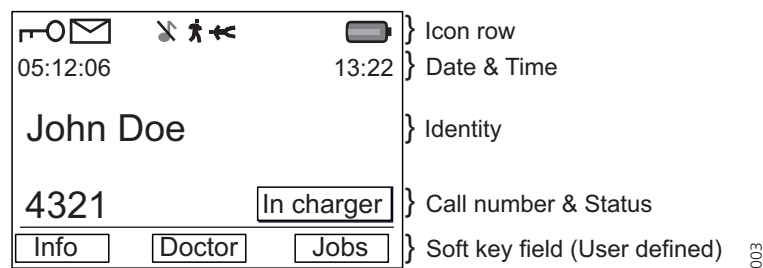 } Icon row
05:12:06 13:22 } Date & Time
John Doe } Identity
4321 In charger } Call number & Status
Info Doctor Jobs } Soft key field (User defined)
003